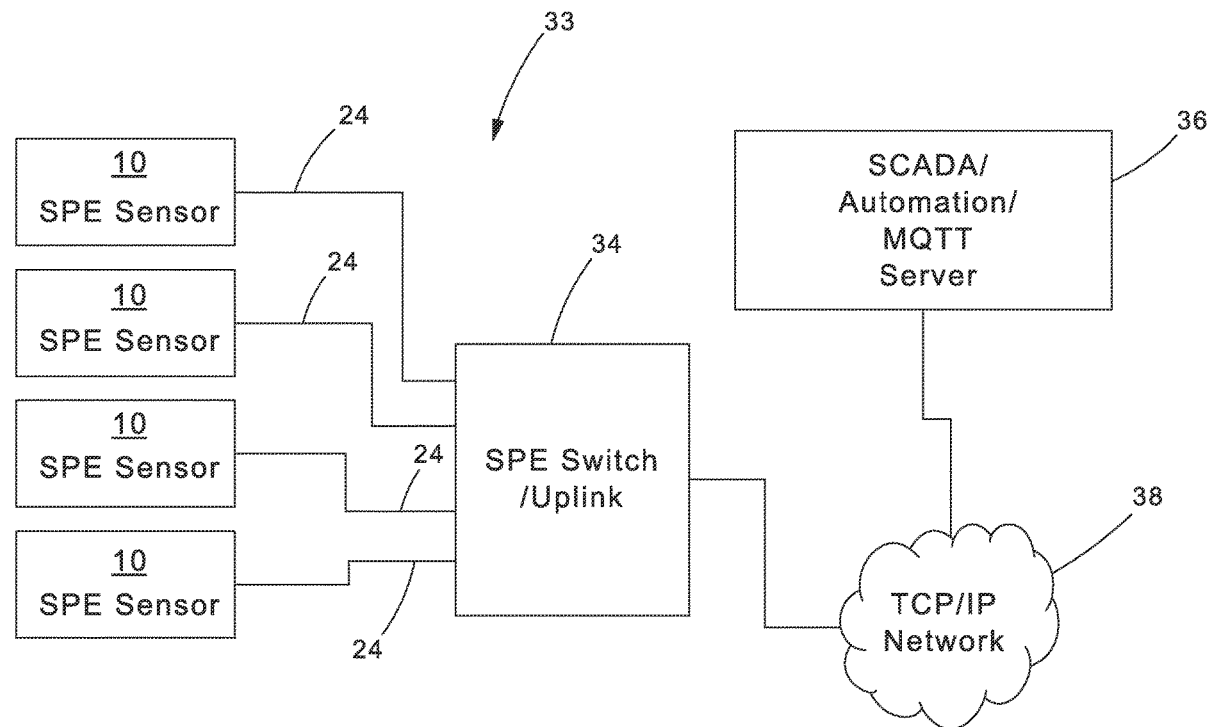 33
24
36
10
SPE Sensor
SCADA/
Automation/
MQTT
Server
24
34
10
SPE Sensor
10
SPE Sensor
24
SPE Switch
/Uplink
38
10
SPE Sensor
24
TCP/IP
Network